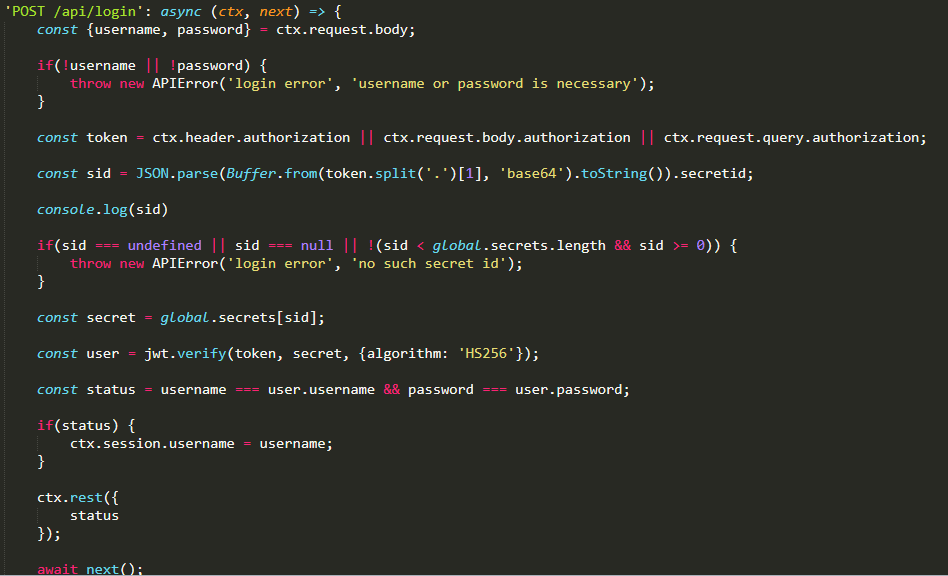 'POST /api/login': async (ctx, next) => {
const {username, password} = ctx.request.body;
if(!username || !password) {
throw new APIError('login error', 'username or password is necessary');
}
const token = ctx.header.authorization || ctx.request.body.authorization || ctx.request.query.authorization;
const sid = JSON.parse(Buffer.from(token.split('.')[1], 'base64').toString()).secretid;
console.log(sid)
if(sid === undefined || sid === null || !(sid < global.secrets.length && sid >= 0)) {
throw new APIError('login error', 'no such secret id');
}
const secret = global.secrets[sid];
const user = jwt.verify(token, secret, {algorithm: 'HS256'});
const status = username === user.username && password === user.password;
if(status) {
ctx.session.username = username;
}
ctx.rest({
status
});
await next();